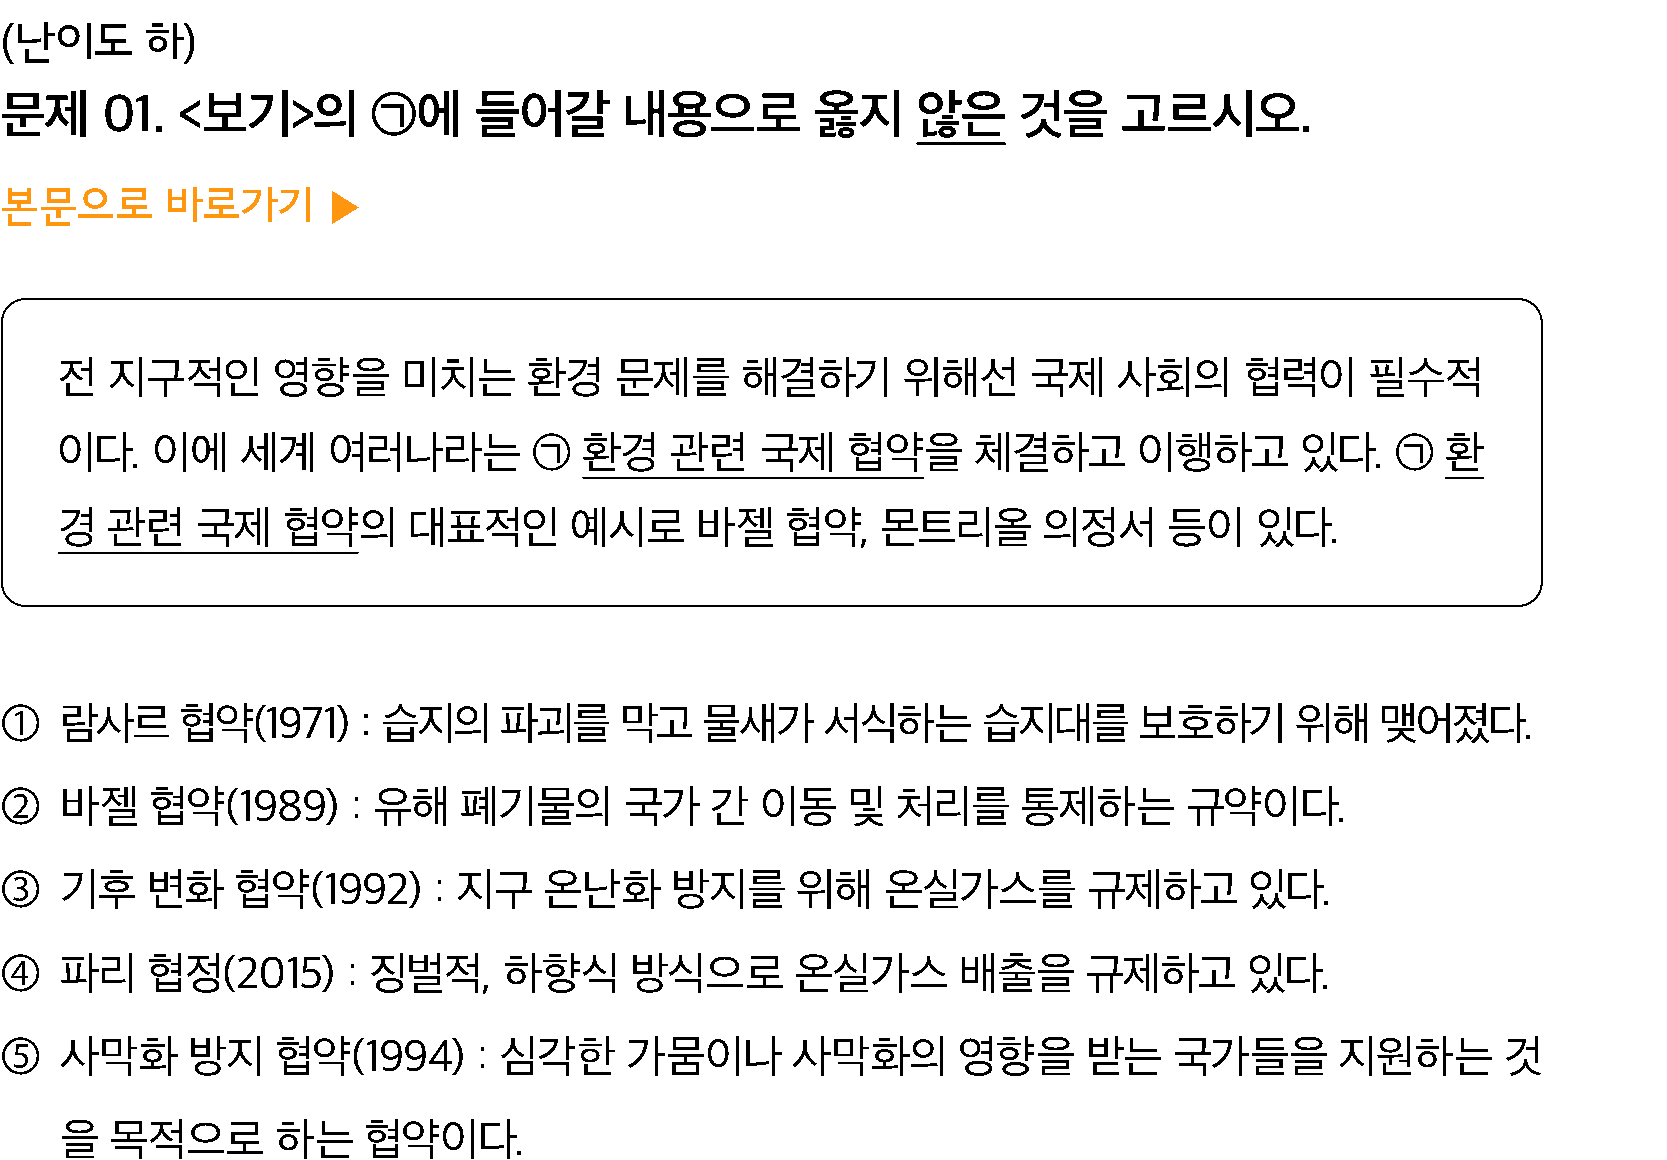 (난이도 하)
문제 01. <보기>의 ㉠에 들어갈 내용으로 옳지 않은 것을 고르시오.
본문으로 바로가기 ▶
전 지구적인 영향을 미치는 환경 문제를 해결하기 위해선 국제 사회의 협력이 필수적
이다. 이에 세계 여러나라는 ㉠ 환경 관련 국제 협약을 체결하고 이행하고 있다. ㉠ 환
경 관련 국제 협약의 대표적인 예시로 바젤 협약, 몬트리올 의정서 등이 있다.
① 람사르 협약(1971) : 습지의 파괴를 막고 물새가 서식하는 습지대를 보호하기 위해 맺어졌다.
② 바젤 협약(1989) : 유해 폐기물의 국가 간 이동 및 처리를 통제하는 규약이다.
③ 기후 변화 협약(1992) : 지구 온난화 방지를 위해 온실가스를 규제하고 있다.
④ 파리 협정(2015) : 징벌적, 하향식 방식으로 온실가스 배출을 규제하고 있다.
⑤ 사막화 방지 협약(1994) : 심각한 가뭄이나 사막화의 영향을 받는 국가들을 지원하는 것
을 목적으로 하는 협약이다.